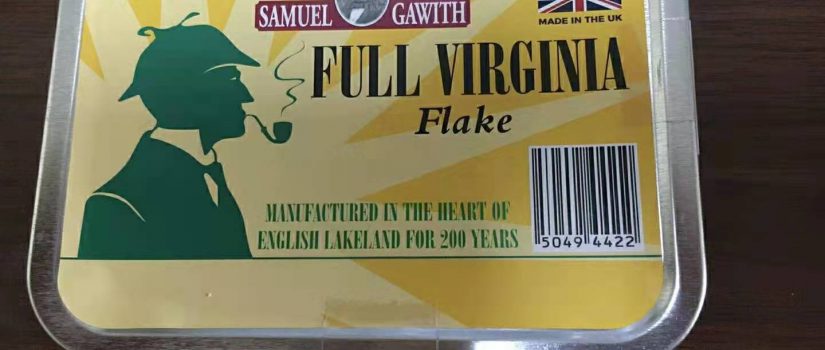 SAMUEL GAWITH
MADE IN THE UK
FULL VIRGINIA
Flake
MANUFACTURED IN THE HEART OF
ENGLISH LAKELAND FOR 200 YEARS
5049 4422